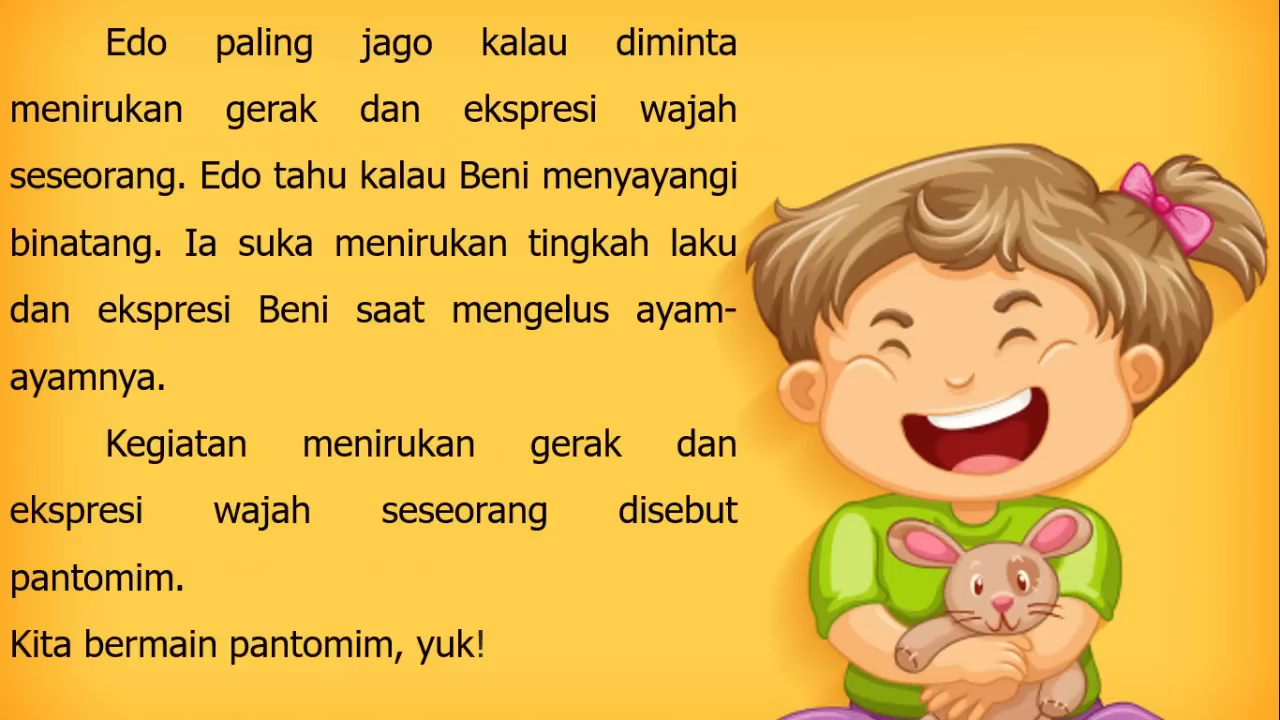 Edo paling jago kalau diminta
menirukan gerak dan ekspresi wajah
seseorang. Edo tahu kalau Beni menyayangi
binatang. Ia suka menirukan tingkah laku
dan ekspresi Beni saat mengelus ayam-
ayamnya.
Kegiatan menirukan gerak dan
ekspresi wajah seseorang disebut
pantomim.
Kita bermain pantomim, yuk!